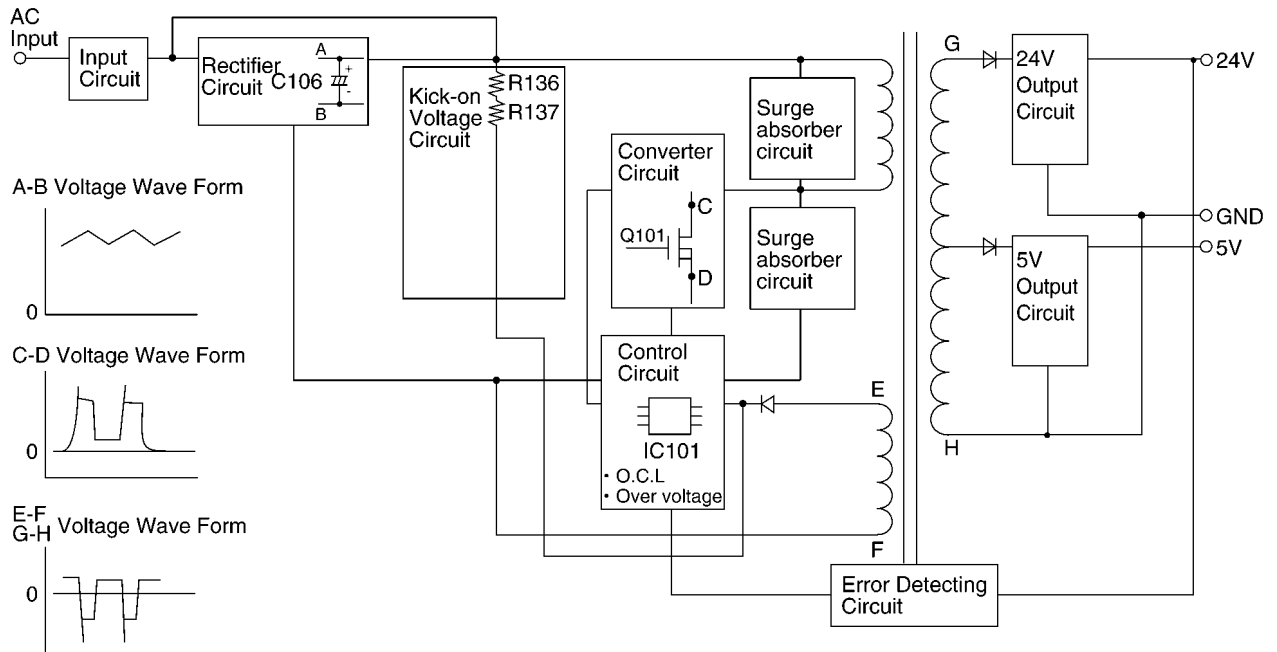 AC
Input
Input
Circuit
Rectifier
Circuit
C106
A
+
-
B
Kick-on
Voltage
Circuit
R136
R137
Converter
Circuit
C
Q101
D
Surge
absorber
circuit
Surge
absorber
circuit
Control
Circuit
IC101
· O.C.L
· Over voltage
E
F
G
H
24V
Output
Circuit
24V
GND
5V
Output
Circuit
5V
Error Detecting
Circuit
A-B Voltage Wave Form
0
C-D Voltage Wave Form
0
E-F
G-H Voltage Wave Form
0